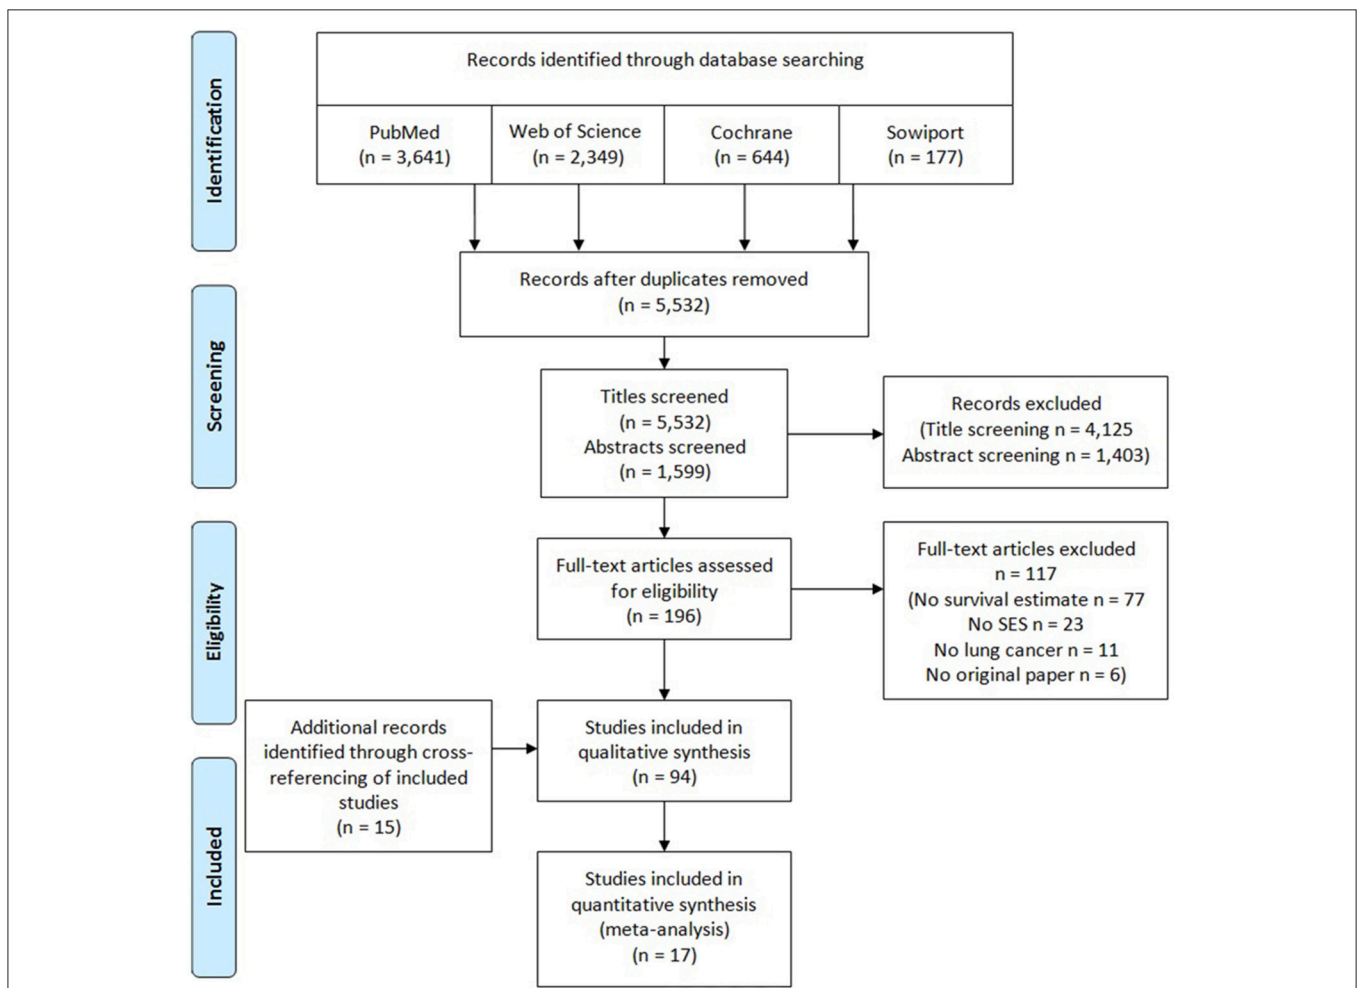 Identification
Records identified through database searching
PubMed
(n = 3,641)
Web of Science
(n = 2,349)
Cochrane
(n = 644)
Sowiport
(n = 177)
Records after duplicates removed
(n = 5,532)
Screening
Titles screened
(n = 5,532)
Abstracts screened
(n = 1,599)
Records excluded
(Title screening n = 4,125
Abstract screening n = 1,403)
Eligibility
Full-text articles assessed
for eligibility
(n = 196)
Full-text articles excluded
n = 117
(No survival estimate n = 77
No SES n = 23
No lung cancer n = 11
No original paper n = 6)
Additional records
identified through cross-
referencing of included
studies
(n = 15)
Studies included in
qualitative synthesis
(n = 94)
Included
Studies included in
quantitative synthesis
(meta-analysis)
(n = 17)